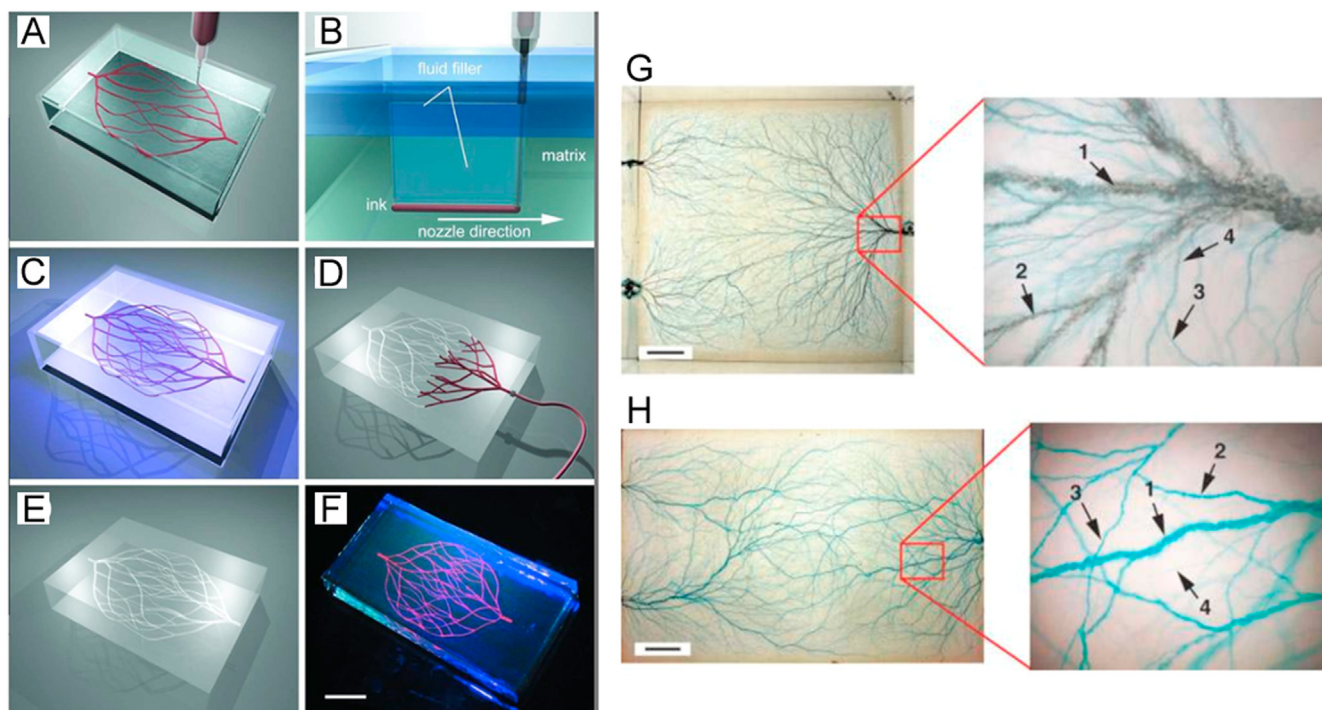 A
B
fluid filler
matrix
ink
nozzle direction
C
D
E
F
G
1
2
4
3
H
2
3
1
4